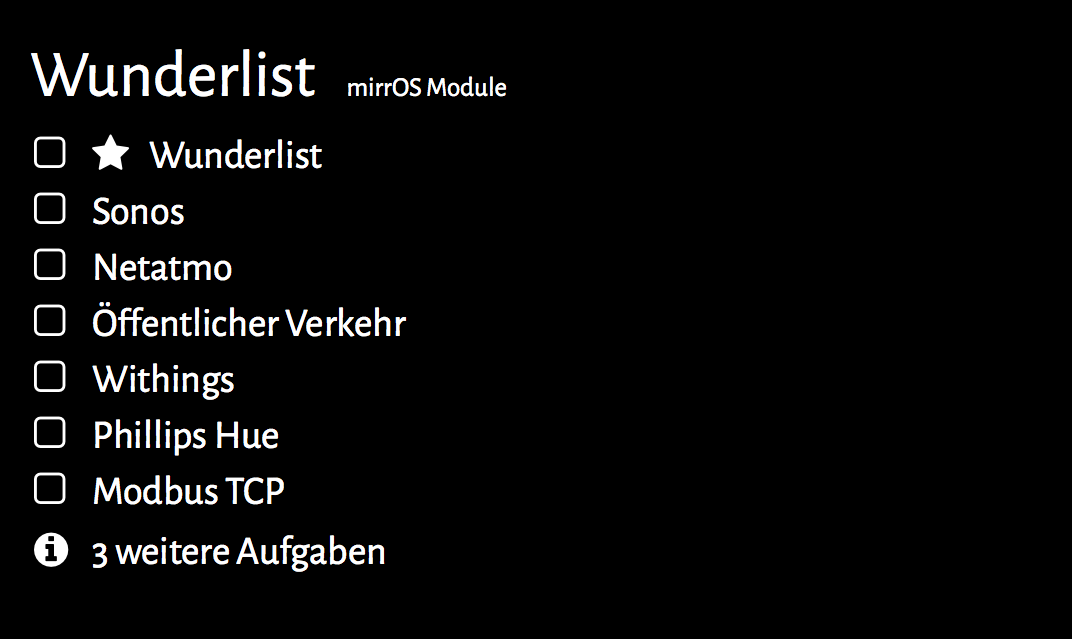 Wunderlist mirrOS Module
Wunderlist
Sonos
Netatmo
Öffentlicher Verkehr
Withings
Phillips Hue
Modbus TCP
3 weitere Aufgaben